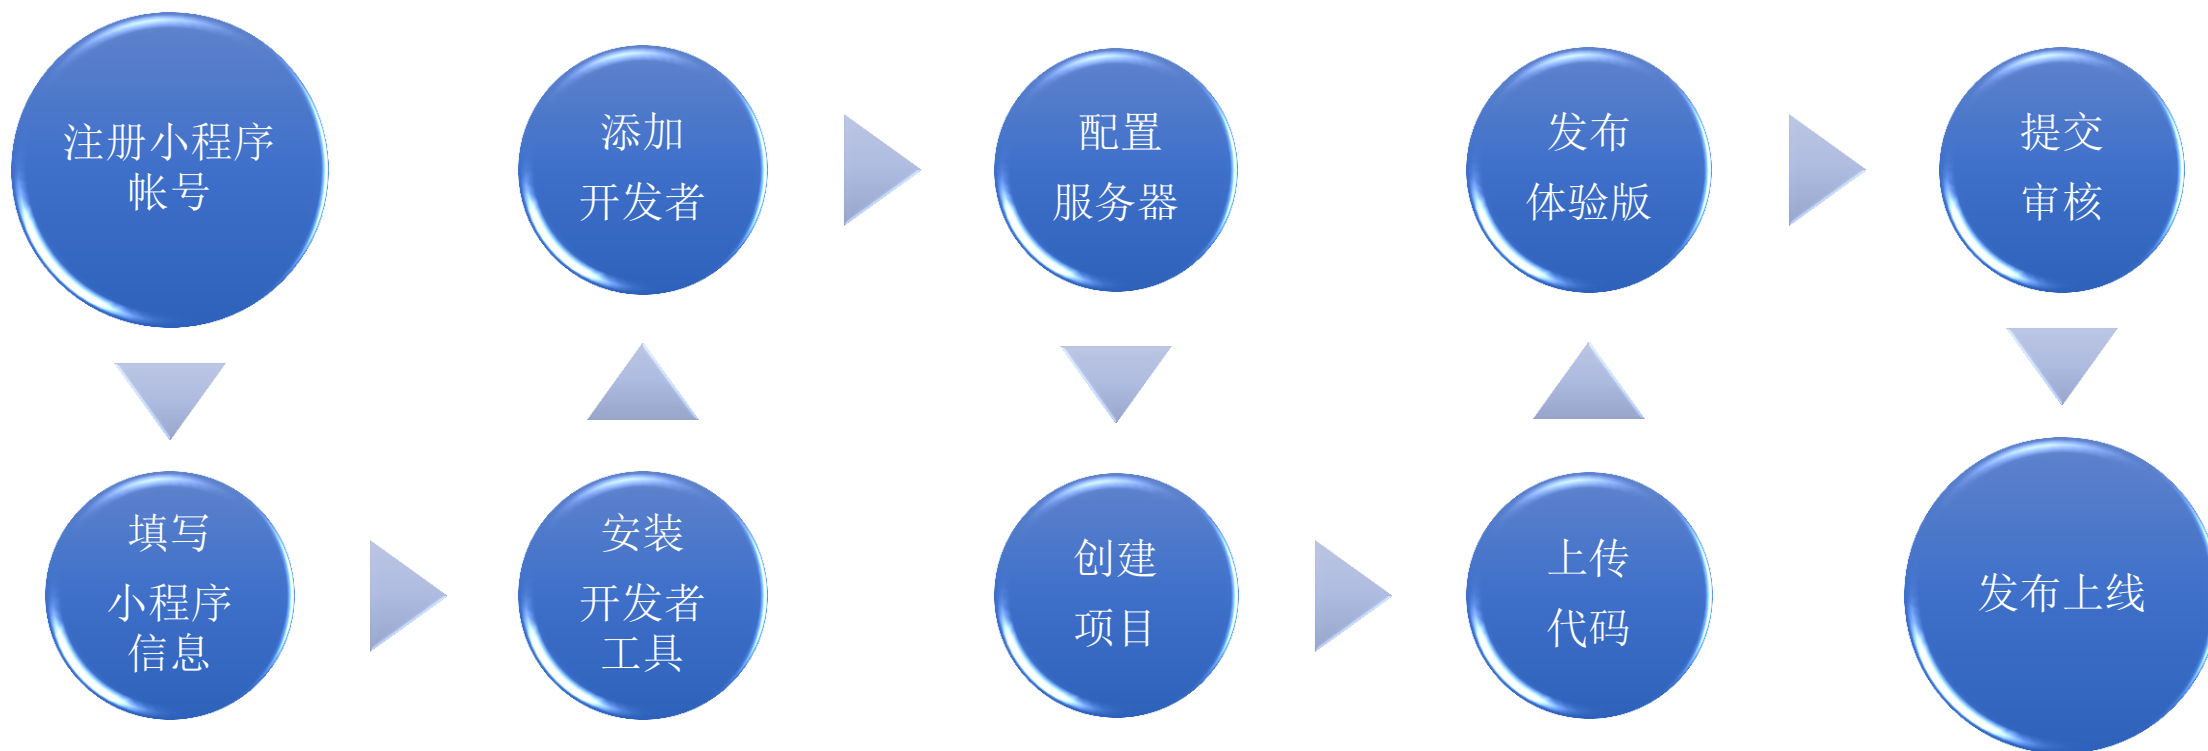 注册小程序
帐号
填写
小程序
信息
安装
开发者
工具
添加
开发者
配置
服务器
创建
项目
上传
代码
发布
体验版
提交
审核
发布上线